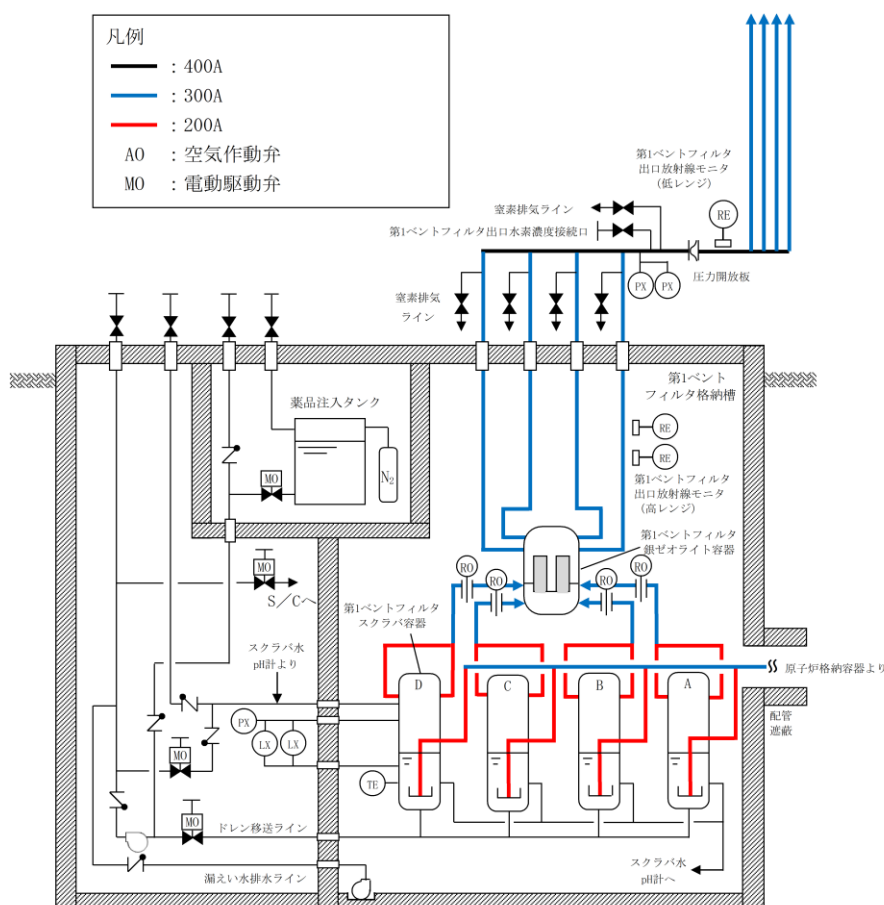 凡例
: 400A
: 300A
: 200A
AO : 空気作動弁
MO : 電動駆動弁
第1ベントフィルタ
出口放射線モニタ
(低レンジ)
RE
窒素排気ライン
第1ベントフィルタ出口水素濃度接続口
圧力開放板
PX
PX
窒素排気
ライン
第1ベント
フィルタ格納槽
薬品注入タンク
RE
RE
MO
N₂
第1ベントフィルタ
出口放射線モニタ
(高レンジ)
第1ベントフィルタ
銀ゼオライト容器
MO
S/Cへ
RO
RO
RO
RO
第1ベントフィルタ
スクラバ容器
スクラバ水
pH計より
D
C
B
A
原子炉格納容器より
配管
遮蔽
PX
LX
LX
MO
TE
MO
ドレン移送ライン
スクラバ水
pH計へ
漏えい水排水ライン